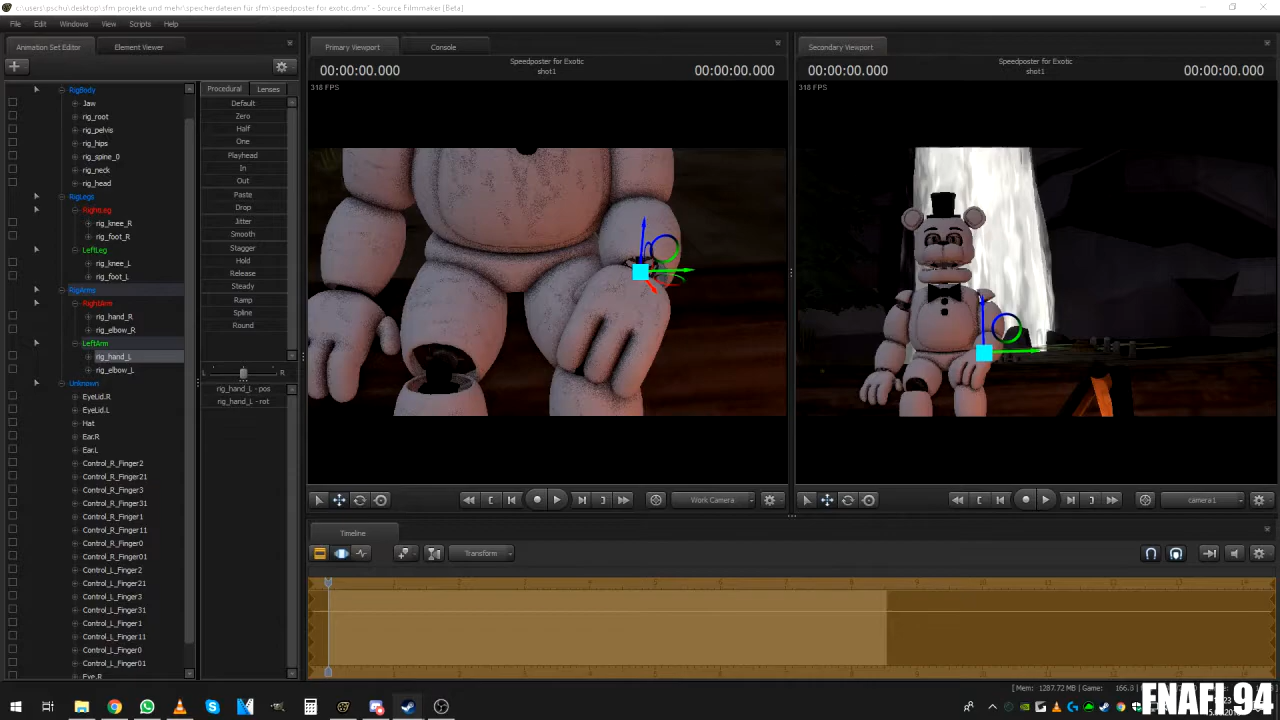 c:\users\pschu\desktop\sfm projekte und mehr\speicherdateien für sfm\speedposter for exotic.dmx* - Source Filmmaker [Beta]
File Edit Windows View Scripts Help
Animation Set Editor Element Viewer
Primary Viewport Console
Secondary Viewport
00:00:00.000 Speedposter for Exotic 00:00:00.000
shot1
00:00:00.000 Speedposter for Exotic 00:00:00.000
shot1
318 FPS
318 FPS
RigBody
Jaw
rig_root
rig_pelvis
rig_hips
rig_spine_0
rig_neck
rig_head
RigLegs
RightLeg
rig_knee_R
rig_foot_R
LeftLeg
rig_knee_L
rig_foot_L
RigArms
RightArm
rig_hand_R
rig_elbow_R
LeftArm
rig_hand_L
rig_elbow_L
Unknown
EyeLid.R
EyeLid.L
Hat
Ear.R
Ear.L
Control_R_Finger2
Control_R_Finger21
Control_R_Finger3
Control_R_Finger31
Control_R_Finger1
Control_R_Finger11
Control_R_Finger0
Control_R_Finger01
Control_L_Finger2
Control_L_Finger21
Control_L_Finger3
Control_L_Finger31
Control_L_Finger1
Control_L_Finger11
Control_L_Finger0
Control_L_Finger01
Eye.R
Procedural Lenses
Default
Zero
Half
One
Playhead
In
Out
Paste
Drop
Jitter
Smooth
Stagger
Hold
Release
Steady
Ramp
Spline
Round
L R
rig_hand_L - pos
rig_hand_L - rot
Work Camera
camera1
Timeline
Transform
[Mem: 1287.72 MB | Game:
FNAFL 94